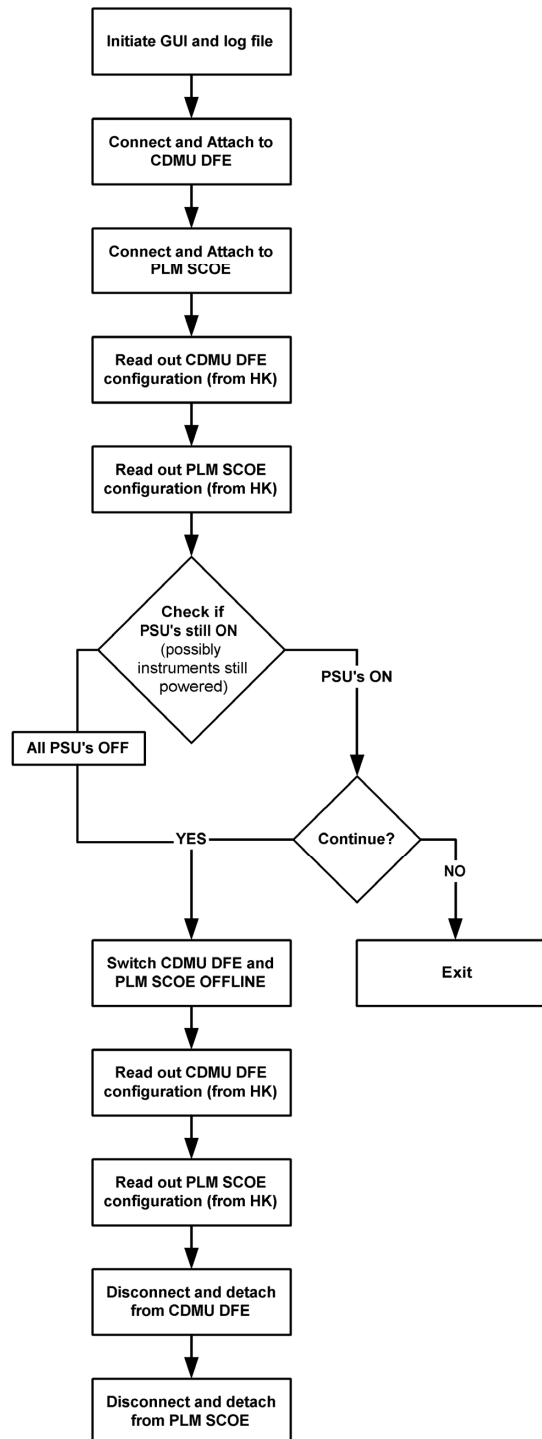 Initiate GUI and log file
Connect and Attach to
CDMU DFE
Connect and Attach to
PLM SCOE
Read out CDMU DFE
configuration (from HK)
Read out PLM SCOE
configuration (from HK)
Check if
PSU's still ON
(possibly
instruments still
powered)
PSU's ON
All PSU's OFF
YES
Continue?
NO
Switch CDMU DFE and
PLM SCOE OFFLINE
Exit
Read out CDMU DFE
configuration (from HK)
Read out PLM SCOE
configuration (from HK)
Disconnect and detach
from CDMU DFE
Disconnect and detach
from PLM SCOE